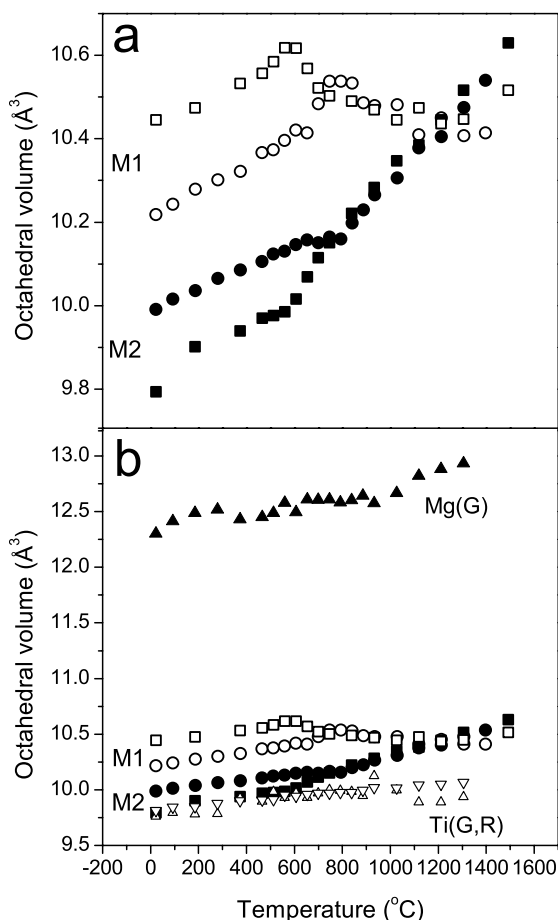 a
10.6
10.4
10.2
10.0
9.8
Octahedral volume (Å³)
M1
M2
b
13.0
12.5
12.0
11.5
11.0
10.5
10.0
9.5
Octahedral volume (Å³)
Mg(G)
M1
M2
Ti(G,R)
-200 0 200 400 600 800 1000 1200 1400 1600
Temperature (°C)